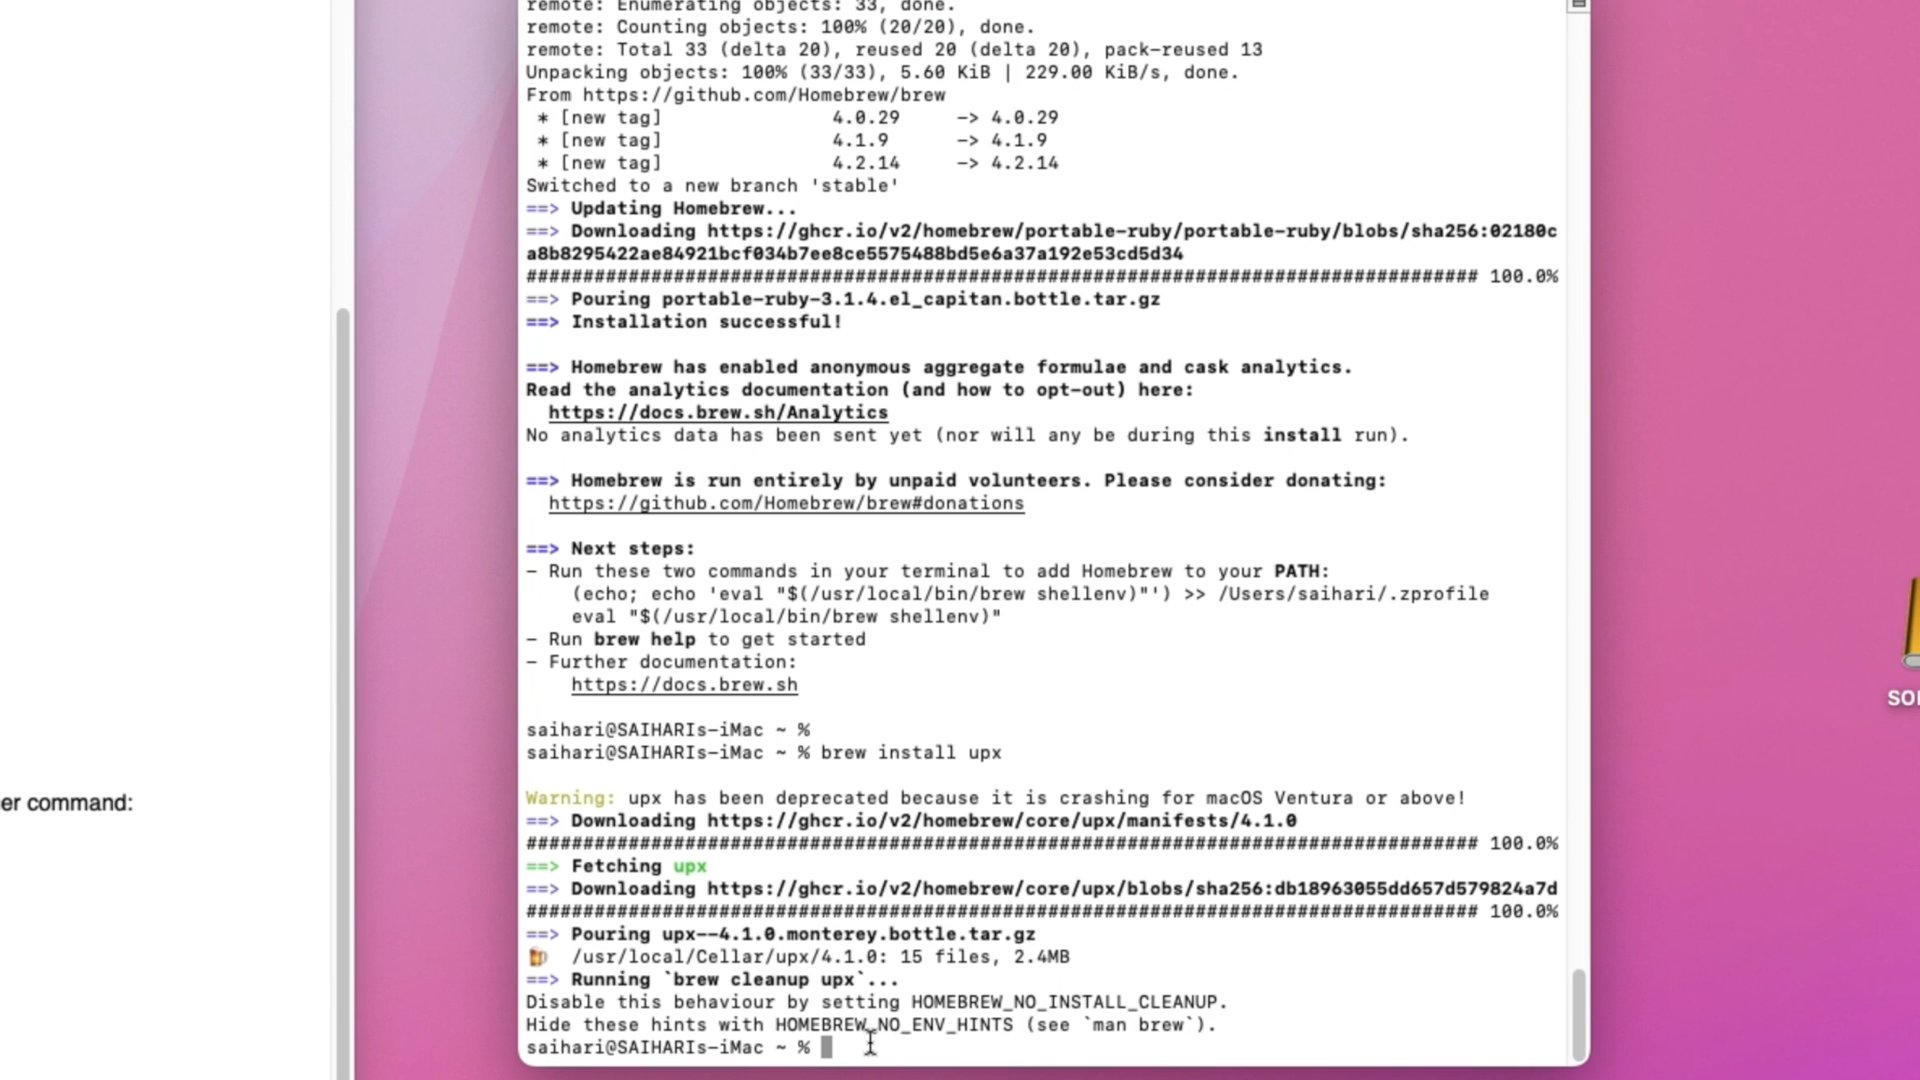 remote: Enumerating objects: 33, done.
remote: Counting objects: 100% (20/20), done.
remote: Total 33 (delta 20), reused 20 (delta 20), pack-reused 13
Unpacking objects: 100% (33/33), 5.60 KiB | 229.00 KiB/s, done.
From https://github.com/Homebrew/brew
* [new tag] 4.0.29 -> 4.0.29
* [new tag] 4.1.9 -> 4.1.9
* [new tag] 4.2.14 -> 4.2.14
Switched to a new branch 'stable'
==> Updating Homebrew...
==> Downloading https://ghcr.io/v2/homebrew/portable-ruby/portable-ruby/blobs/sha256:02180c
a8b8295422ae84921bcf034b7ee8ce5575488bd5e6a37a192e53cd5d34
#################################################################################### 100.0%
==> Pouring portable-ruby-3.1.4.el_capitan.bottle.tar.gz
==> Installation successful!
==> Homebrew has enabled anonymous aggregate formulae and cask analytics.
Read the analytics documentation (and how to opt-out) here:
https://docs.brew.sh/Analytics
No analytics data has been sent yet (nor will any be during this install run).
==> Homebrew is run entirely by unpaid volunteers. Please consider donating:
https://github.com/Homebrew/brew#donations
==> Next steps:
- Run these two commands in your terminal to add Homebrew to your PATH:
(echo; echo 'eval "$(/usr/local/bin/brew shellenv)"') >> /Users/saihari/.zprofile
eval "$(/usr/local/bin/brew shellenv)"
- Run brew help to get started
- Further documentation:
https://docs.brew.sh
saihari@SAIHARIs-iMac ~ %
saihari@SAIHARIs-iMac ~ % brew install upx
Warning: upx has been deprecated because it is crashing for macOS Ventura or above!
er command:
==> Downloading https://ghcr.io/v2/homebrew/core/upx/manifests/4.1.0
#################################################################################### 100.0%
==> Fetching upx
==> Downloading https://ghcr.io/v2/homebrew/core/upx/blobs/sha256:db18963055dd657d579824a7d
#################################################################################### 100.0%
==> Pouring upx--4.1.0.monterey.bottle.tar.gz
🍺 /usr/local/Cellar/upx/4.1.0: 15 files, 2.4MB
==> Running `brew cleanup upx`...
Disable this behaviour by setting HOMEBREW_NO_INSTALL_CLEANUP.
Hide these hints with HOMEBREW_NO_ENV_HINTS (see `man brew`).
saihari@SAIHARIs-iMac ~ %